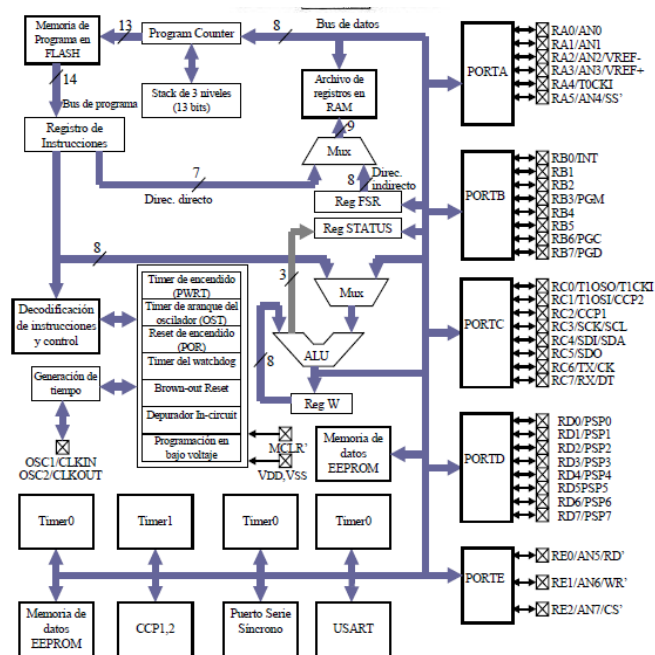 Memoria de
Programa en
FLASH
13
Program Counter
8
Bus de datos
14
Bus de programa
Stack de 3 niveles
(13 bits)
Archivo de
registros en
RAM
9
Registro de
Instrucciones
Mux
7
Direc. directo
8
Direc.
indirecto
Reg FSR
Reg STATUS
8
3
Mux
Decodificación
de instrucciones
y control
Timer de encendido
(PWRT)
Timer de aranque del
oscilador (OST)
Reset de encendido
(POR)
Timer del watchdog
Brown-out Reset
Depurador In-circuit
Programación en
bajo voltaje
ALU
8
Reg W
Generación de
tiempo
OSC1/CLKIN
OSC2/CLKOUT
MCLR'
VDD,VSS
Memoria de
datos
EEPROM
Timer0
Timer1
Timer0
Timer0
Memoria de
datos
EEPROM
CCP1,2
Puerto Serie
Síncrono
USART
PORTA
RA0/AN0
RA1/AN1
RA2/AN2/VREF-
RA3/AN3/VREF+
RA4/T0CKI
RA5/AN4/SS'
PORTB
RB0/INT
RB1
RB2
RB3/PGM
RB4
RB5
RB6/PGC
RB7/PGD
PORTC
RC0/T1OSO/T1CKI
RC1/T1OSI/CCP2
RC2/CCP1
RC3/SCK/SCL
RC4/SDI/SDA
RC5/SDO
RC6/TX/CK
RC7/RX/DT
PORTD
RD0/PSP0
RD1/PSP1
RD2/PSP2
RD3/PSP3
RD4/PSP4
RD5PSP5
RD6/PSP6
RD7/PSP7
PORTE
RE0/AN5/RD'
RE1/AN6/WR'
RE2/AN7/CS'